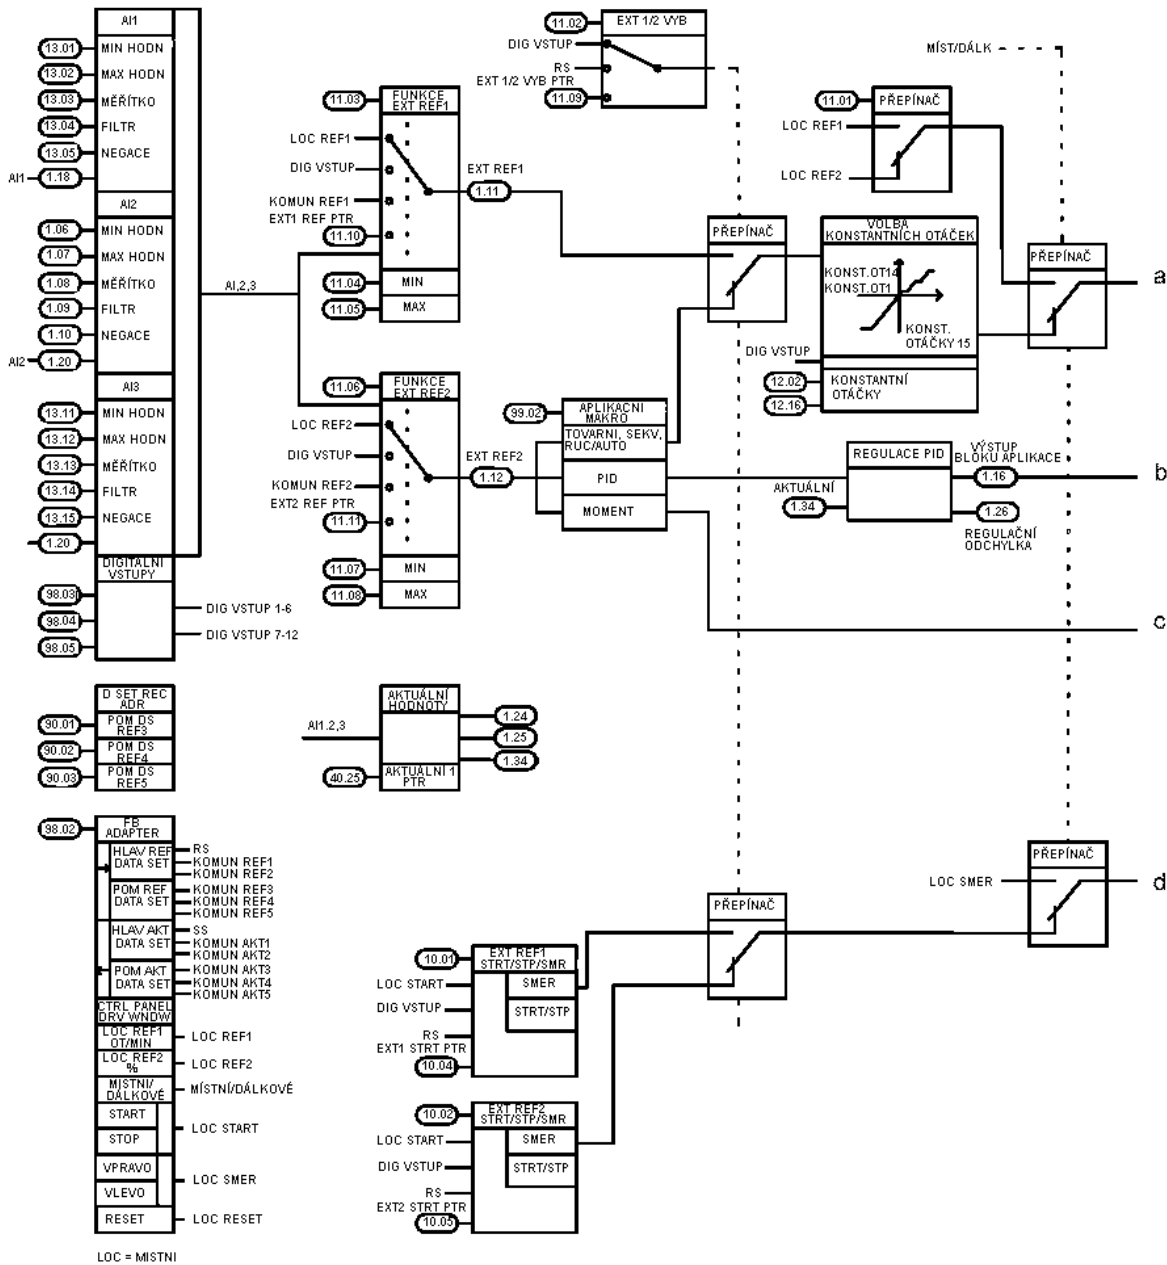 AI1
13.01 MIN HODN
13.02 MAX HODN
13.03 MĚŘÍTKO
13.04 FILTR
13.05 NEGACE
AI1 1.18
AI2
1.06 MIN HODN
1.07 MAX HODN
1.08 MĚŘÍTKO
1.09 FILTR
1.10 NEGACE
AI2 1.20
AI3
13.11 MIN HODN
13.12 MAX HODN
13.13 MĚŘÍTKO
13.14 FILTR
13.15 NEGACE
1.20
DIGITALNI
VSTUPY
98.03
98.04
98.05
DIG VSTUP 1-6
DIG VSTUP 7-12
AI,2,3
11.03 FUNKCE
EXT REF1
LOC REF1
DIG VSTUP
KOMUN REF1
EXT1 REF PTR
11.10
11.04 MIN
11.05 MAX
EXT REF1
1.11
11.06 FUNKCE
EXT REF2
LOC REF2
DIG VSTUP
KOMUN REF2
EXT2 REF PTR
11.11
11.07 MIN
11.08 MAX
EXT REF2
1.12
11.02 EXT 1/2 VYB
DIG VSTUP
RS
EXT 1/2 VYB PTR
11.09
99.02 APLIKACNI
MAKRO
TOVARNI, SEKV,
RUC/AUTO
PID
MOMENT
PŘEPÍNAČ
MÍST/DÁLK
11.01 PŘEPÍNAČ
LOC REF1
LOC REF2
VOLBA
KONSTANTNÍCH OTÁČEK
KONST.OT14
KONST.OT1
KONST.
OTÁČKY 15
DIG VSTUP
12.02 KONSTANTNÍ
OTÁČKY
12.16
PŘEPÍNAČ
a
REGULACE PID
VÝSTUP
BLOKU APLIKACE
1.16
b
AKTUÁLNÍ
1.34
1.26
REGULAČNÍ
ODCHYLKA
c
D SET REC
ADR
90.01 POM DS
REF3
90.02 POM DS
REF4
90.03 POM DS
REF5
AI1.2,3
AKTUÁLNÍ
HODNOTY
1.24
1.25
1.34
40.25 AKTUÁLNÍ 1
PTR
98.02 FB
ADAPTER
HLAV REF
DATA SET
RS
KOMUN REF1
KOMUN REF2
POM REF
DATA SET
KOMUN REF3
KOMUN REF4
KOMUN REF5
HLAV AKT
DATA SET
SS
KOMUN AKT1
KOMUN AKT2
POM AKT
DATA SET
KOMUN AKT3
KOMUN AKT4
KOMUN AKT5
CTRL PANEL
DRV WNDW
LOC REF1
OT/MIN
LOC REF1
LOC REF2
%
LOC REF2
MISTNI/
DÁLKOVÉ
MÍSTNÍ/DÁLKOVÉ
START
STOP
LOC START
VPRAVO
VLEVO
LOC SMER
RESET
LOC RESET
LOC = MISTNI
10.01 EXT REF1
STRT/STP/SMR
LOC START
SMER
DIG VSTUP
STRT/STP
RS
EXT1 STRT PTR
10.04
10.02 EXT REF2
STRT/STP/SMR
LOC START
SMER
DIG VSTUP
STRT/STP
RS
EXT2 STRT PTR
10.05
PŘEPÍNAČ
LOC SMER
PŘEPÍNAČ
d